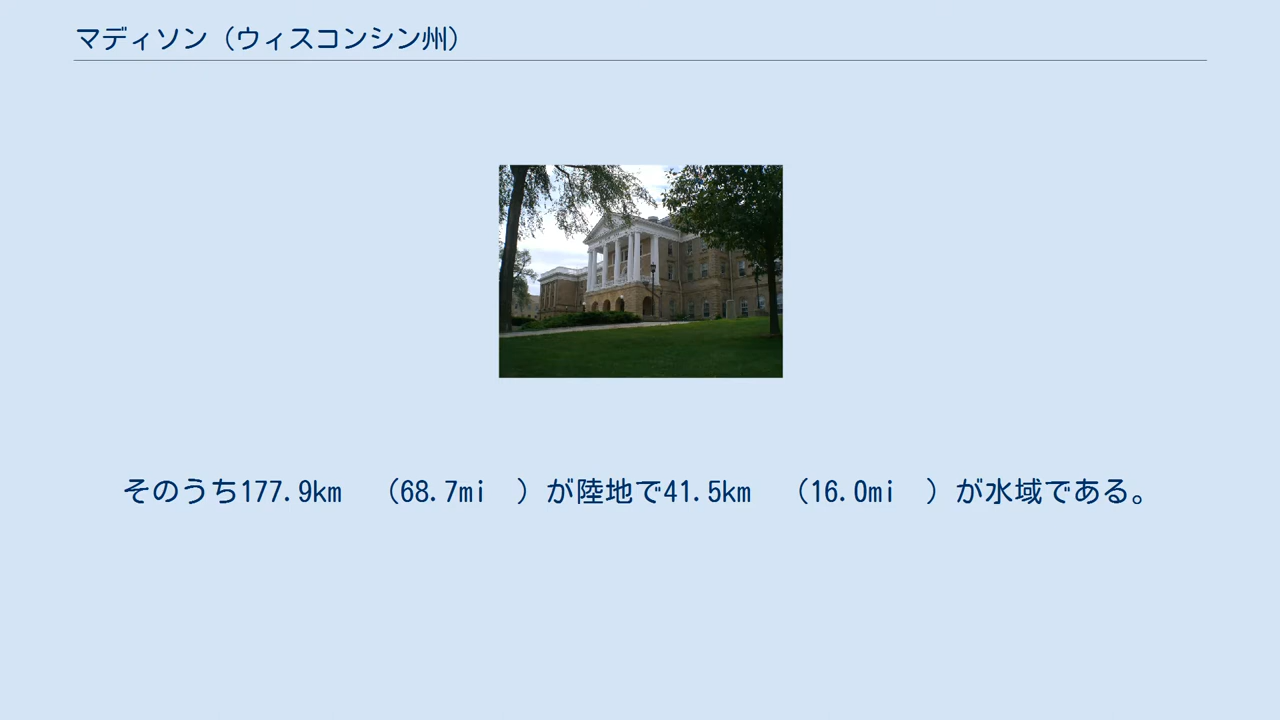 マディソン（ウィスコンシン州）
そのうち177.9km　（68.7mi　）が陸地で41.5km　（16.0mi　）が水域である。